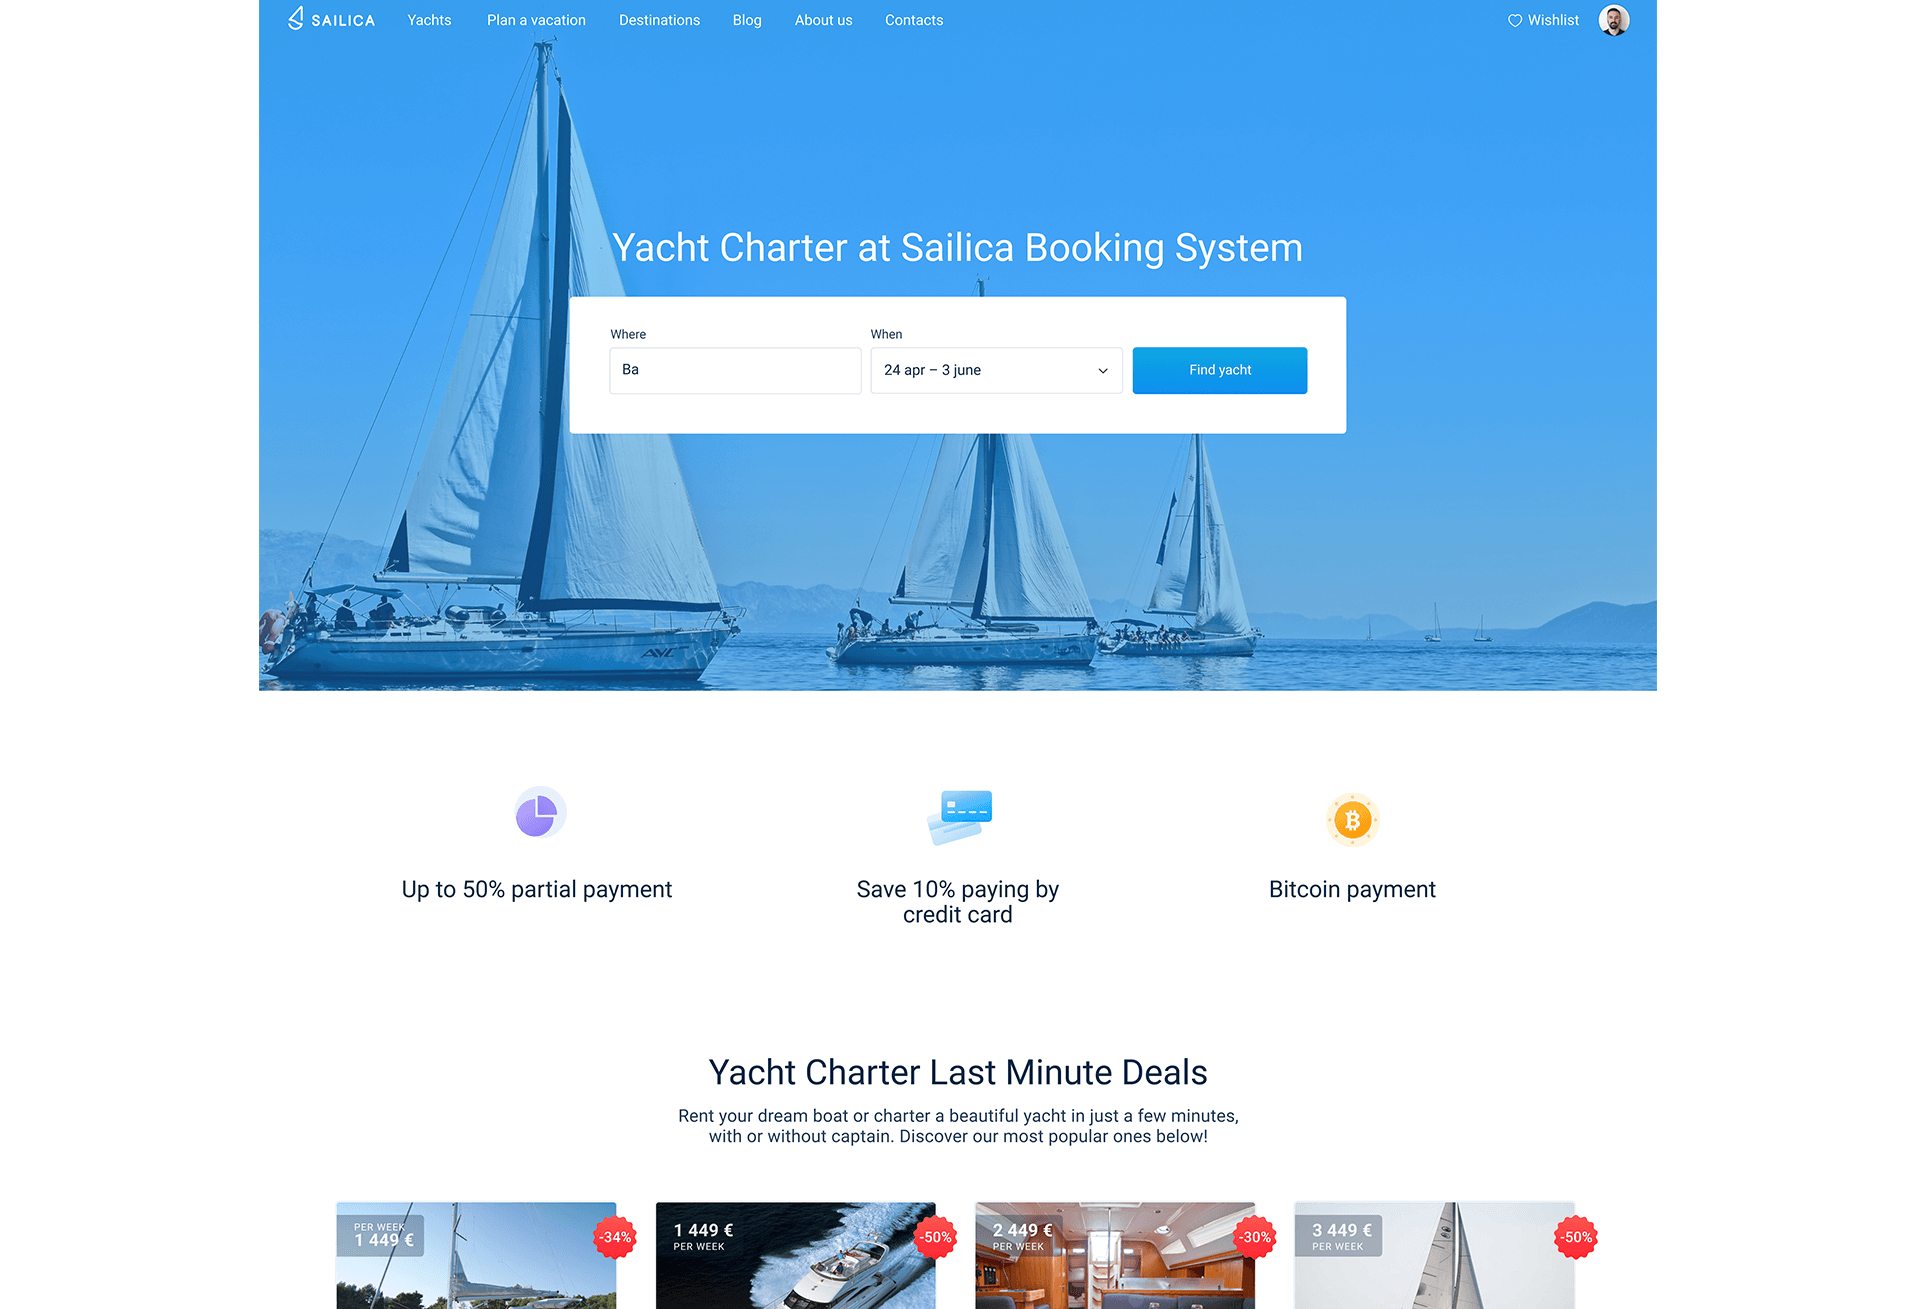 SAILICA Yachts Plan a vacation Destinations Blog About us Contacts Wishlist
Yacht Charter at Sailica Booking System
Where When
Ba 24 apr – 3 june Find yacht
Up to 50% partial payment
Save 10% paying by
credit card
Bitcoin payment
Yacht Charter Last Minute Deals
Rent your dream boat or charter a beautiful yacht in just a few minutes,
with or without captain. Discover our most popular ones below!
PER WEEK
1 449 €
-34%
1 449 €
PER WEEK
-50%
2 449 €
PER WEEK
-30%
3 449 €
PER WEEK
-50%